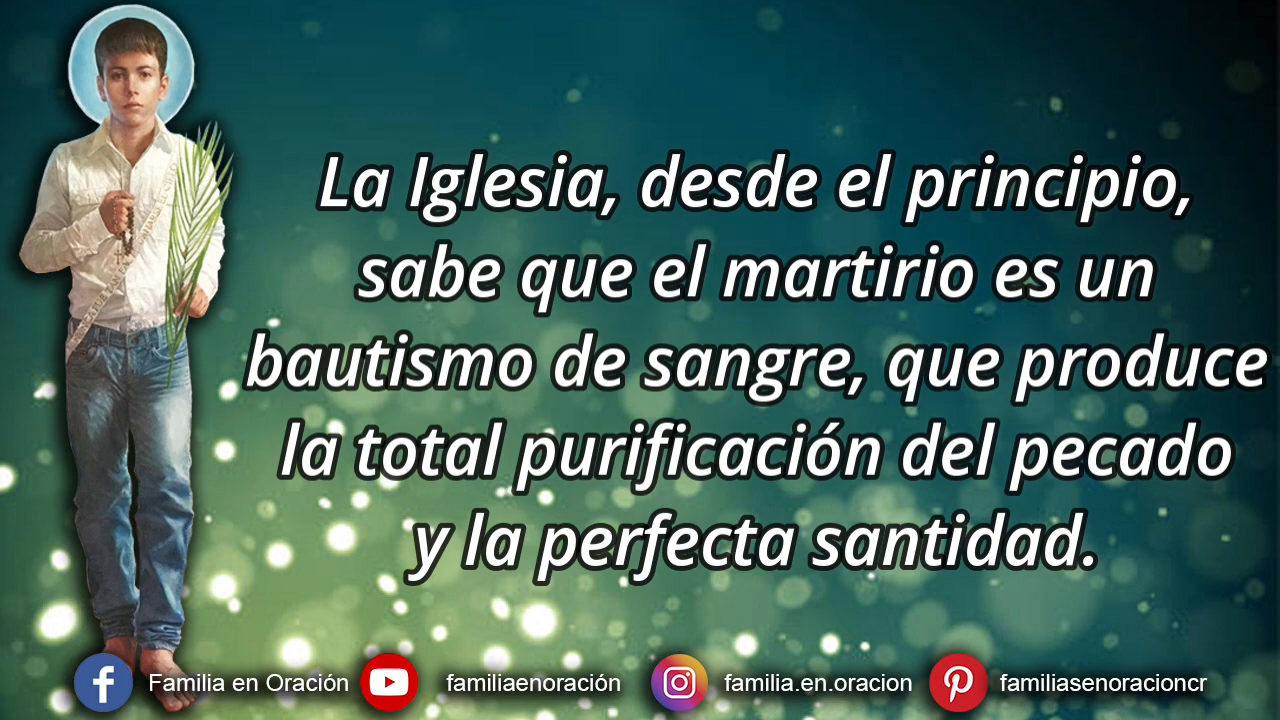 La Iglesia, desde el principio,
sabe que el martirio es un
bautismo de sangre, que produce
la total purificación del pecado
y la perfecta santidad.
Familia en Oración
familiaenoración
familia.en.oracion
familiasenoracioncr